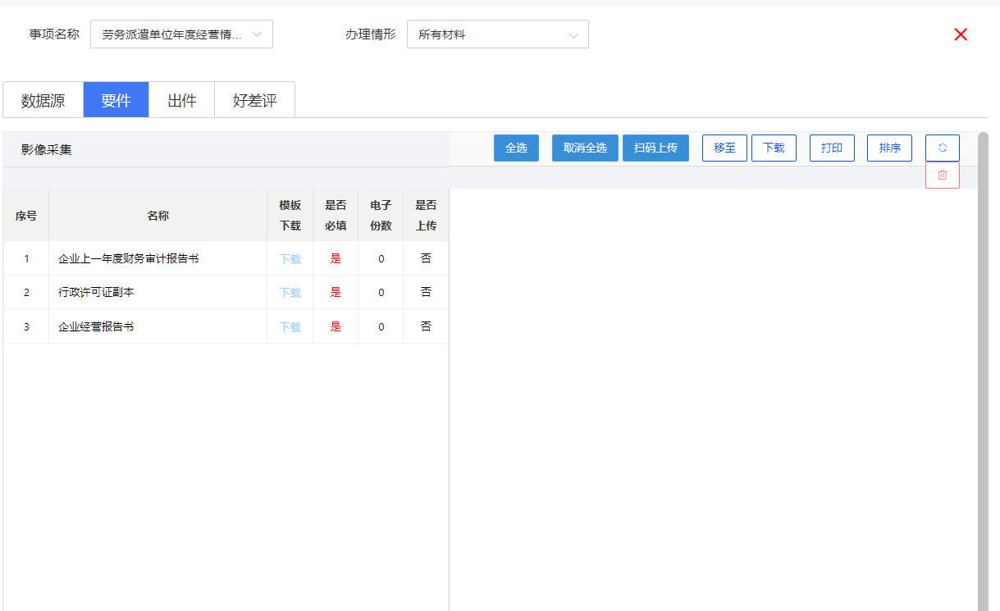 事项名称 劳务派遣单位年度经营情... 办理情形 所有材料
数据源 要件 出件 好差评
影像采集 全选 取消全选 扫码上传 移至 下载 打印 排序
序号 名称 模板下载 是否必填 电子份数 是否上传
1 企业上一年度财务审计报告书 下载 是 0 否
2 行政许可证副本 下载 是 0 否
3 企业经营报告书 下载 是 0 否